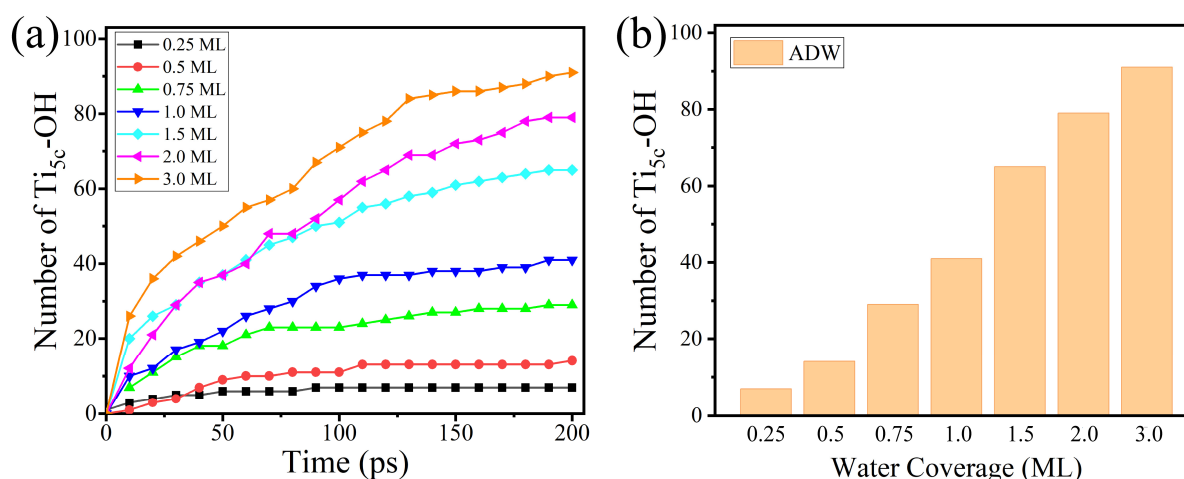 (a)
Number of Ti5c-OH
100
80
60
40
20
0
0.25 ML
0.5 ML
0.75 ML
1.0 ML
1.5 ML
2.0 ML
3.0 ML
0 50 100 150 200
Time (ps)
(b)
Number of Ti5c-OH
100
80
60
40
20
0
ADW
0.25 0.5 0.75 1.0 1.5 2.0 3.0
Water Coverage (ML)